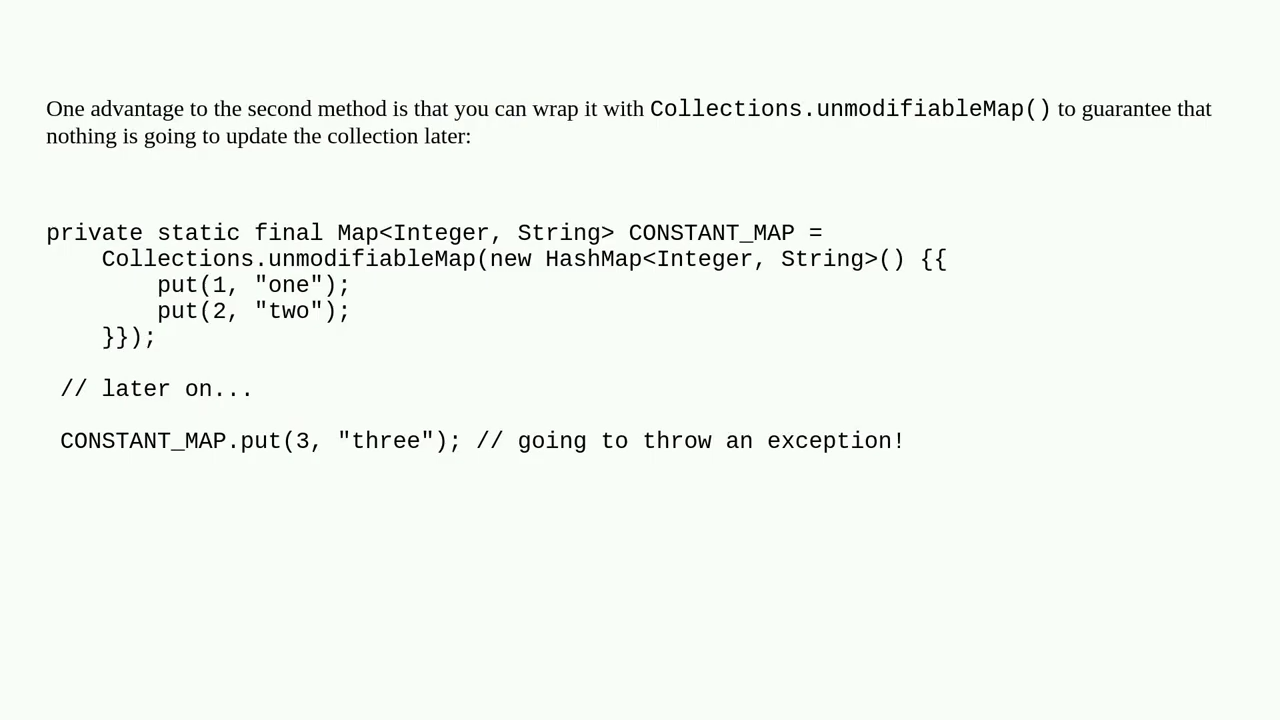 One advantage to the second method is that you can wrap it with Collections.unmodifiableMap() to guarantee that
nothing is going to update the collection later:
private static final Map<Integer, String> CONSTANT_MAP =
    Collections.unmodifiableMap(new HashMap<Integer, String>() {{
        put(1, "one");
        put(2, "two");
    }});
 // later on...
 CONSTANT_MAP.put(3, "three"); // going to throw an exception!